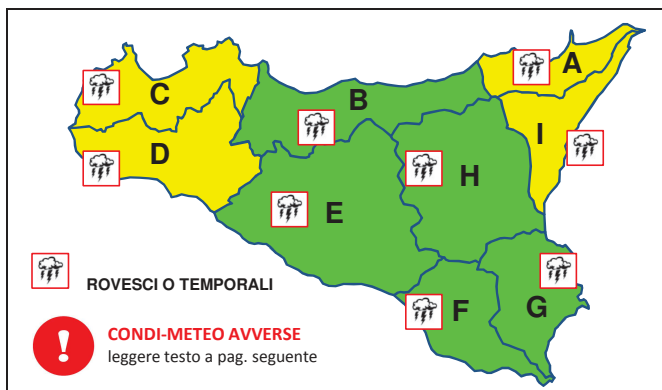 A
C
B
I
D
H
E
ROVESCI O TEMPORALI
F
G
!
CONDI-METEO AVVERSE
leggere testo a pag. seguente